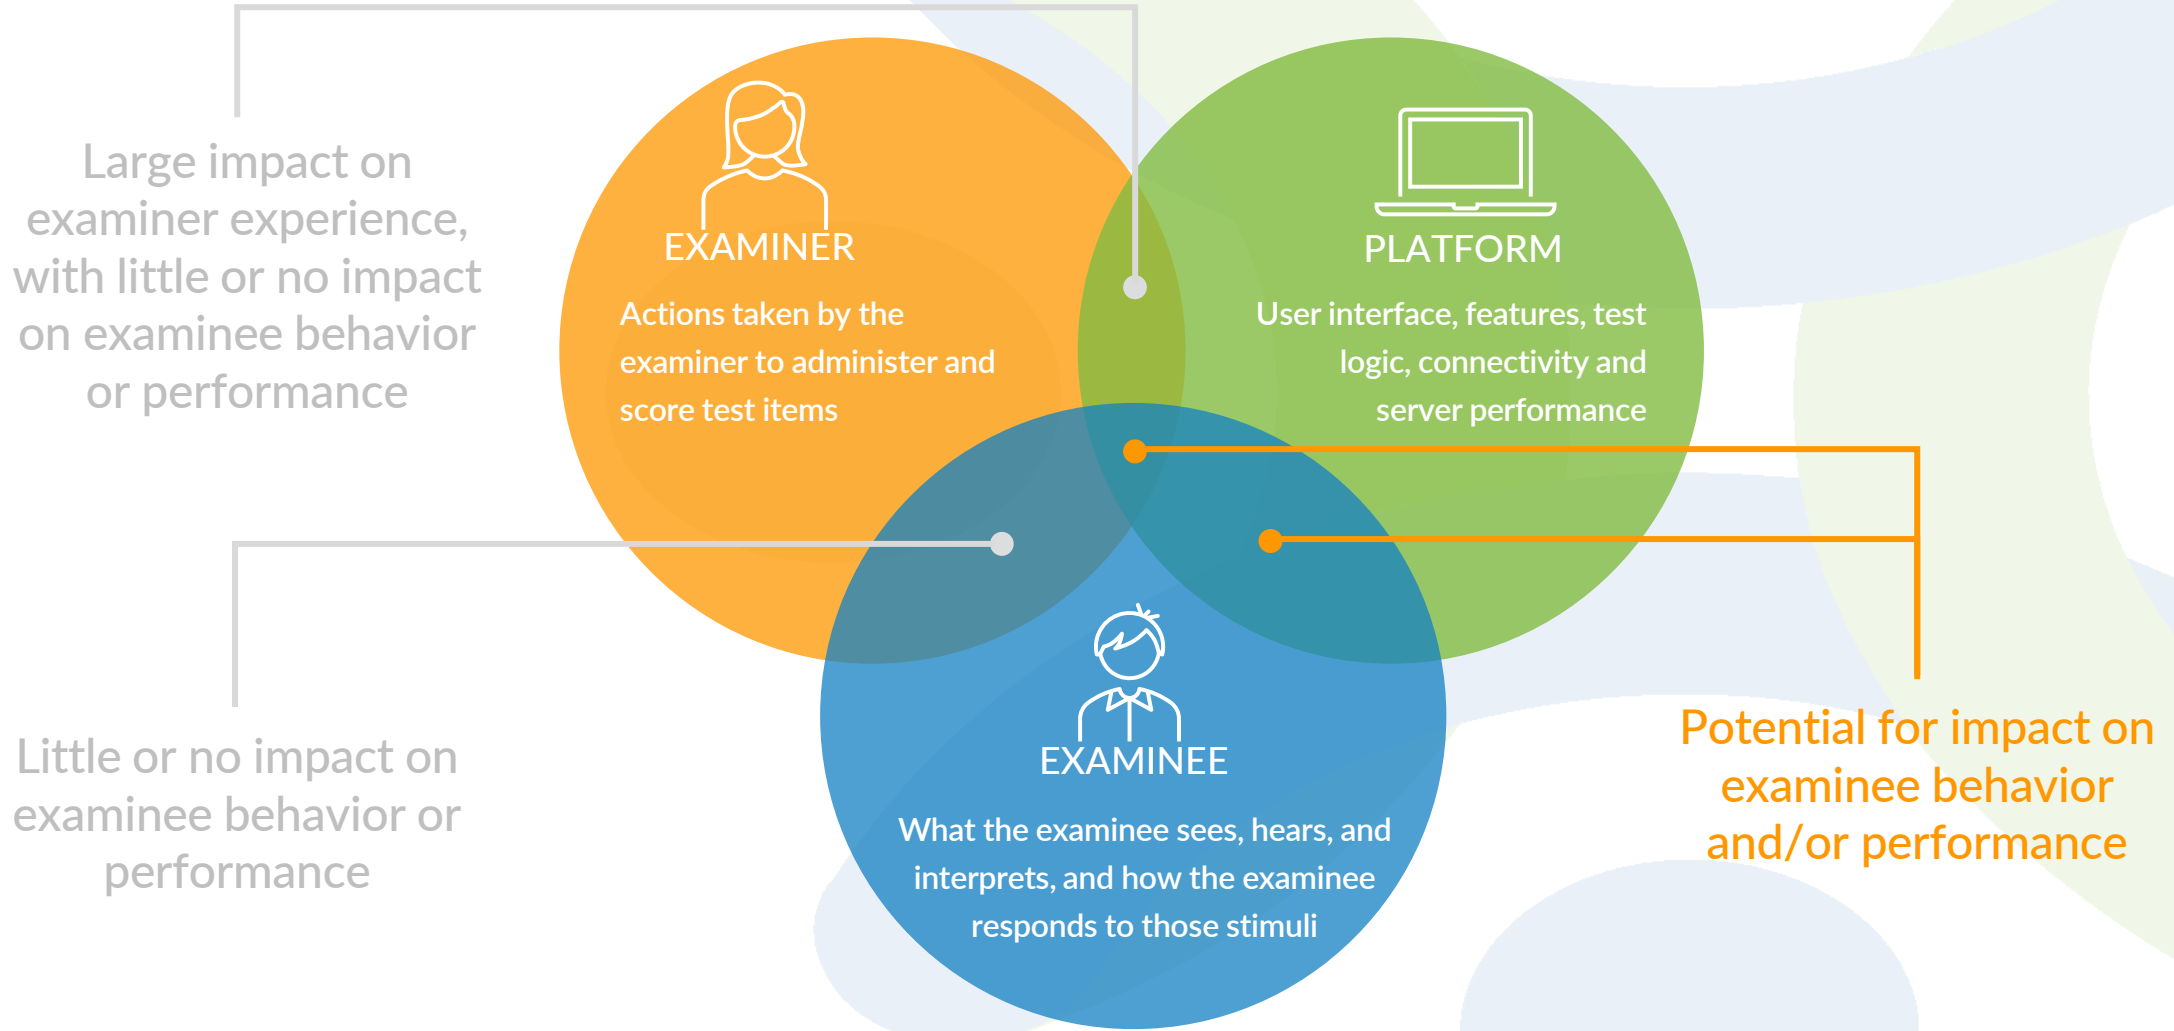 Large impact on
examiner experience,
with little or no impact
on examinee behavior
or performance
EXAMINER
Actions taken by the
examiner to administer and
score test items
PLATFORM
User interface, features, test
logic, connectivity and
server performance
Little or no impact on
examinee behavior or
performance
EXAMINEE
What the examinee sees, hears, and
interprets, and how the examinee
responds to those stimuli
Potential for impact on
examinee behavior
and/or performance